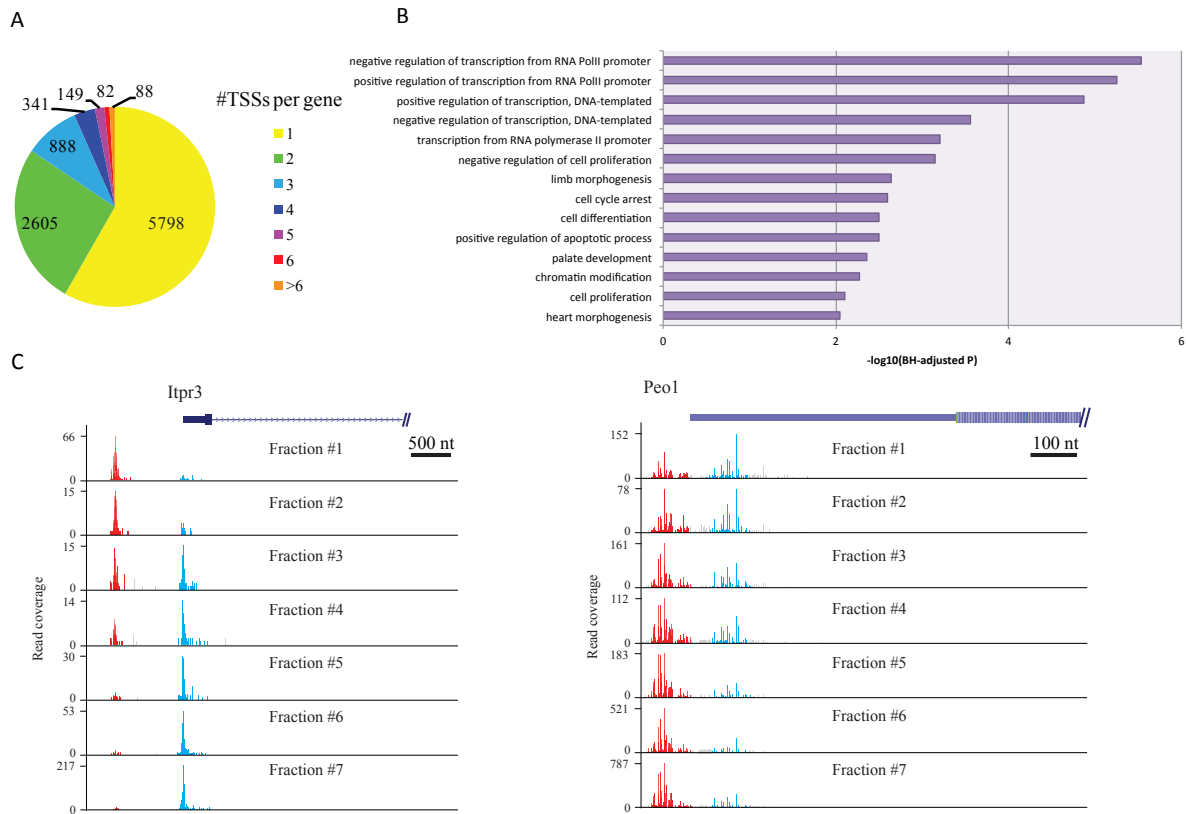 A
#TSSs per gene
341
149
82
88
888
2605
5798
1
2
3
4
5
6
>6
B
negative regulation of transcription from RNA PolII promoter
positive regulation of transcription from RNA PolII promoter
positive regulation of transcription, DNA-templated
negative regulation of transcription, DNA-templated
transcription from RNA polymerase II promoter
negative regulation of cell proliferation
limb morphogenesis
cell cycle arrest
cell differentiation
positive regulation of apoptotic process
palate development
chromatin modification
cell proliferation
heart morphogenesis
0 2 4 6
-log10(BH-adjusted P)
C
Itpr3
500 nt
Read coverage
66
0
Fraction #1
15
0
Fraction #2
15
0
Fraction #3
14
0
Fraction #4
30
0
Fraction #5
53
0
Fraction #6
217
0
Fraction #7
Peo1
100 nt
Read coverage
152
0
Fraction #1
78
0
Fraction #2
161
0
Fraction #3
112
0
Fraction #4
183
0
Fraction #5
521
0
Fraction #6
787
0
Fraction #7